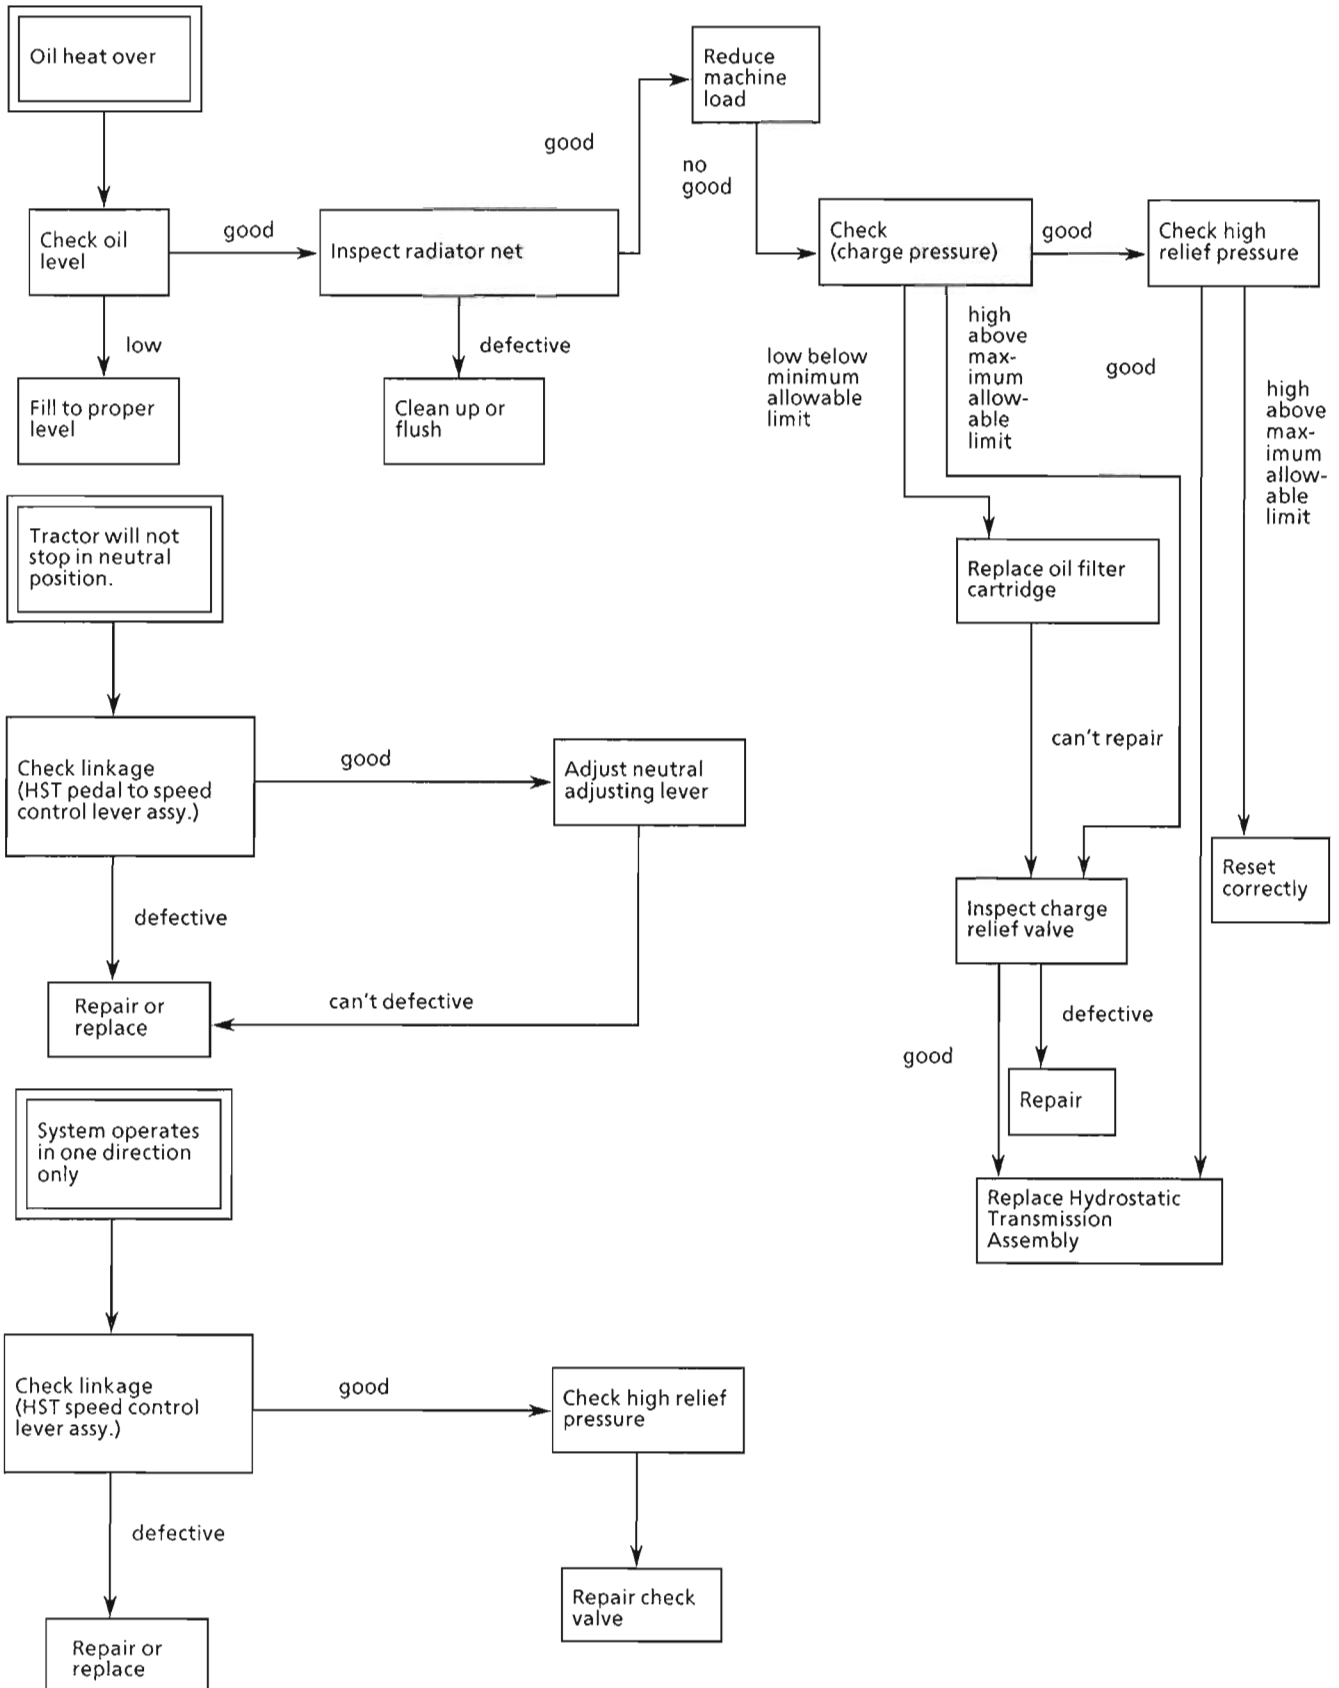 Oil heat over
Reduce
machine
load
good
no
good
Check oil
level
good
Inspect radiator net
Check
(charge pressure)
good
Check high
relief pressure
low
Fill to proper
level
defective
Clean up or
flush
low below
minimum
allowable
limit
high
above
max-
imum
allow-
able
limit
good
high
above
max-
imum
allow-
able
limit
Replace oil filter
cartridge
can't repair
Reset
correctly
Inspect charge
relief valve
defective
good
Repair
Replace Hydrostatic
Transmission
Assembly
Tractor will not
stop in neutral
position.
Check linkage
(HST pedal to speed
control lever assy.)
good
Adjust neutral
adjusting lever
defective
can't defective
Repair or
replace
System operates
in one direction
only
Check linkage
(HST speed control
lever assy.)
good
Check high relief
pressure
defective
Repair check
valve
Repair or
replace